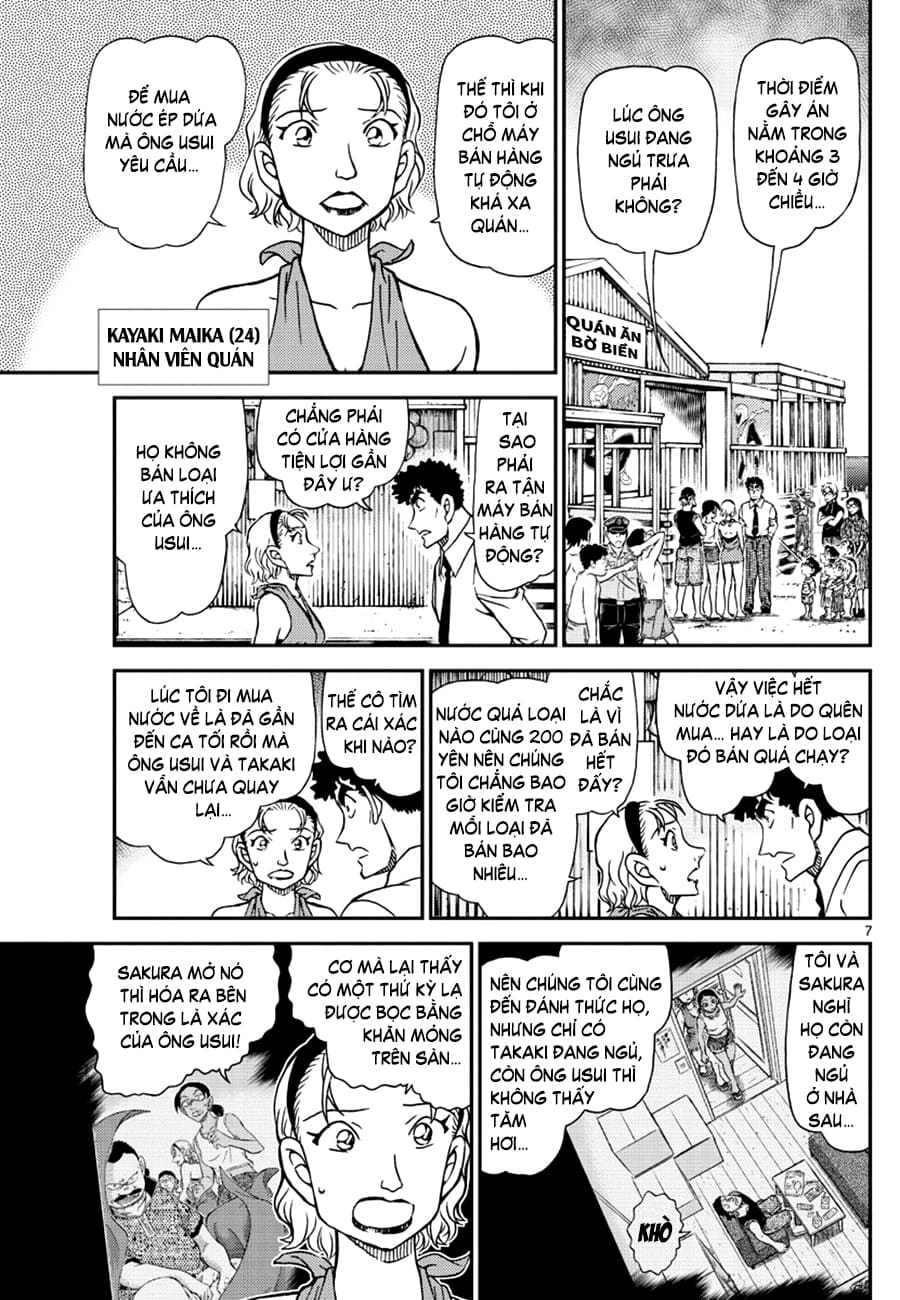 THỜI ĐIỂM
GÂY ÁN
NẰM TRONG
KHOẢNG 3
ĐẾN 4 GIỜ
CHIỀU...
LÚC ÔNG
USUI ĐANG
NGỦ TRƯA
PHẢI
KHÔNG?
QUÁN ĂN
BỜ BIỂN
THẾ THÌ KHI
ĐÓ TÔI Ở
CHỖ MÁY
BÁN HÀNG
TỰ ĐỘNG
KHÁ XA
QUÁN...
ĐỂ MUA
NƯỚC ÉP DỨA
MÀ ÔNG USUI
YÊU CẦU...
KAYAKI MAIKA (24)
NHÂN VIÊN QUÁN
TẠI
SAO
PHẢI
RA TẬN
MÁY BÁN
HÀNG TỰ
ĐỘNG?
CHẲNG PHẢI
CÓ CỬA HÀNG
TIỆN LỢI GẦN
ĐÂY Ư?
HỌ KHÔNG
BÁN LOẠI
ƯA THÍCH
CỦA ÔNG
USUI...
VẬY VIỆC HẾT
NƯỚC DỨA LÀ DO QUÊN
MUA... HAY LÀ DO LOẠI
ĐÓ BÁN QUÁ CHẠY?
CHẮC
LÀ VÌ
ĐÃ BÁN
HẾT
ĐẤY?
NƯỚC QUẢ LOẠI
NÀO CŨNG 200
YÊN NÊN CHÚNG
TÔI CHẲNG BAO
GIỜ KIỂM TRA
MỖI LOẠI ĐÃ
BÁN BAO
NHIÊU...
THẾ CÔ TÌM
RA CÁI XÁC
KHI NÀO?
LÚC TÔI ĐI MUA
NƯỚC VỀ LÀ ĐÃ GẦN
ĐẾN CA TỐI RỒI MÀ
ÔNG USUI VÀ TAKAKI
VẪN CHƯA QUAY
LẠI...
7
TÔI VÀ
SAKURA
NGHĨ
HỌ CÒN
ĐANG
NGỦ
Ở NHÀ
SAU...
NÊN CHÚNG TÔI CÙNG
ĐẾN ĐÁNH THỨC HỌ,
NHƯNG CHỈ CÓ
TAKAKI ĐANG NGỦ,
CÒN ÔNG USUI THÌ
KHÔNG THẤY
TĂM
HƠI...
KHÒ
CƠ MÀ LẠI THẤY
CÓ MỘT THỨ KỲ LẠ
ĐƯỢC BỌC BẰNG
KHĂN MỎNG
TRÊN SÀN...
SAKURA MỞ NÓ
THÌ HÓA RA BÊN
TRONG LÀ XÁC
CỦA ÔNG USUI!